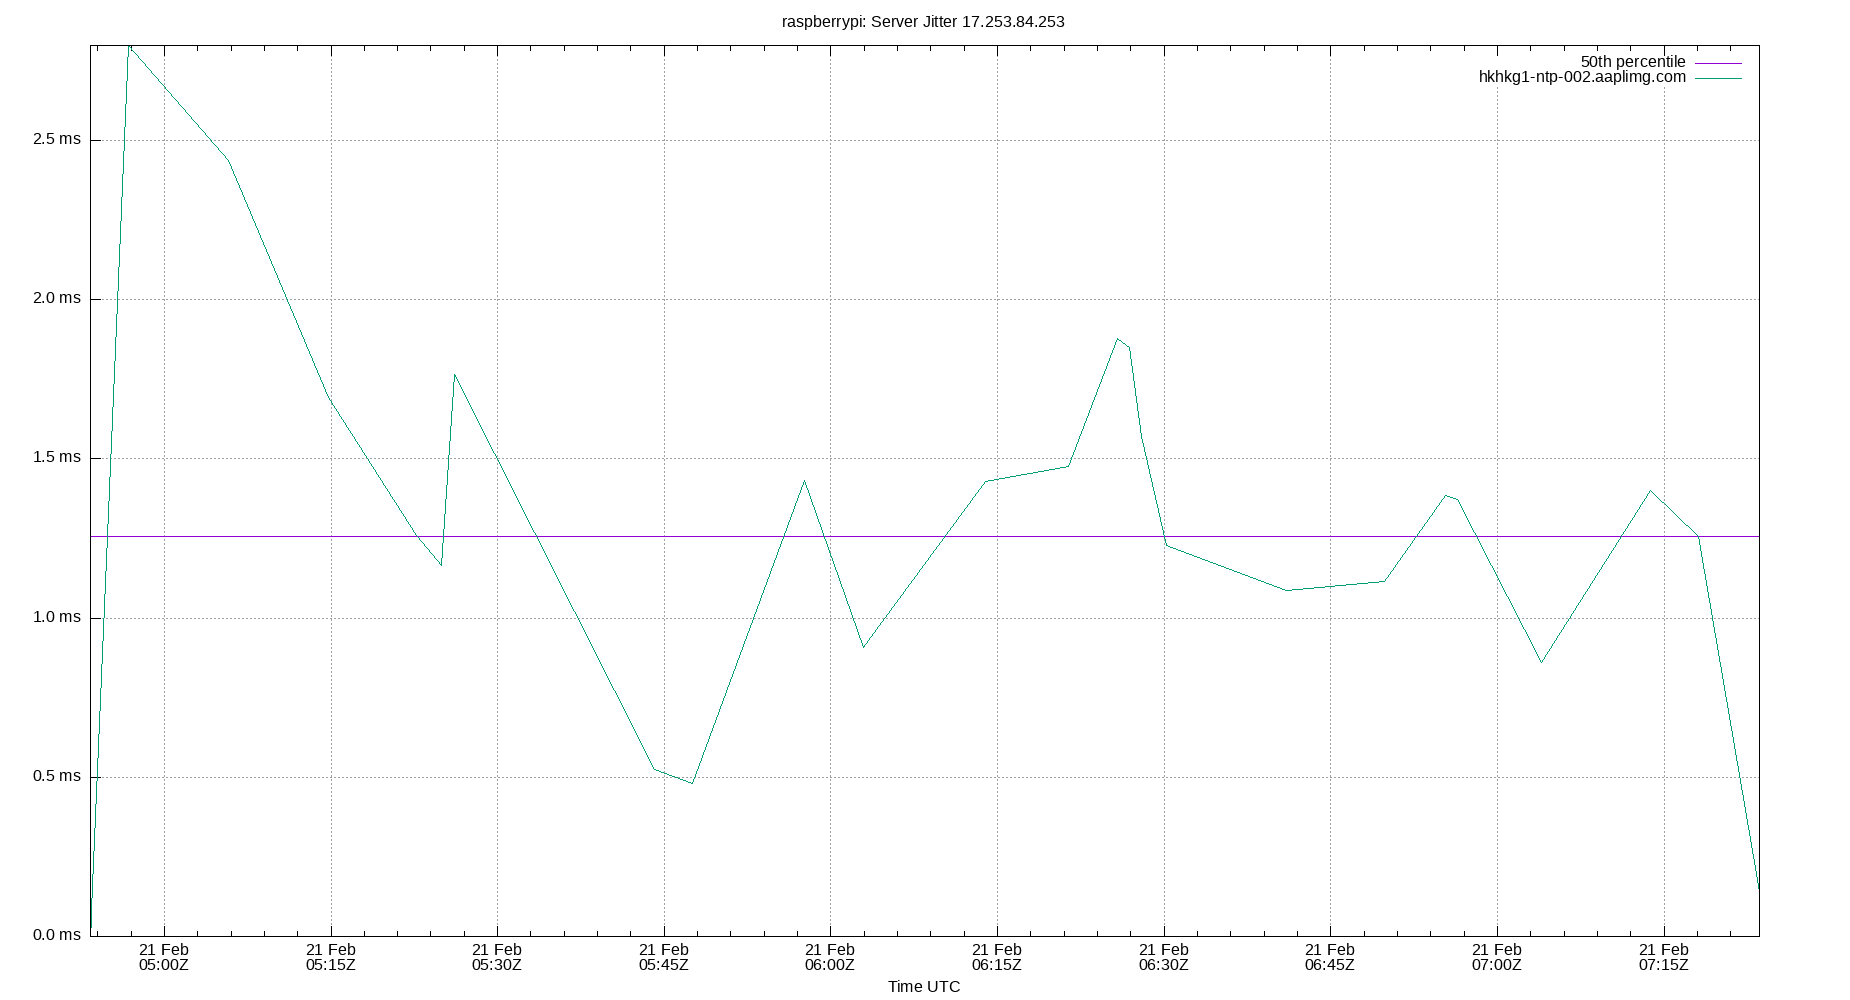 raspberrypi: Server Jitter 17.253.84.253
50th percentile
hkhkg1-ntp-002.aaplimg.com
2.5 ms
2.0 ms
1.5 ms
1.0 ms
0.5 ms
0.0 ms
21 Feb 21 Feb 21 Feb 21 Feb 21 Feb 21 Feb 21 Feb 21 Feb 21 Feb 21 Feb
05:00Z 05:15Z 05:30Z 05:45Z 06:00Z 06:15Z 06:30Z 06:45Z 07:00Z 07:15Z
Time UTC